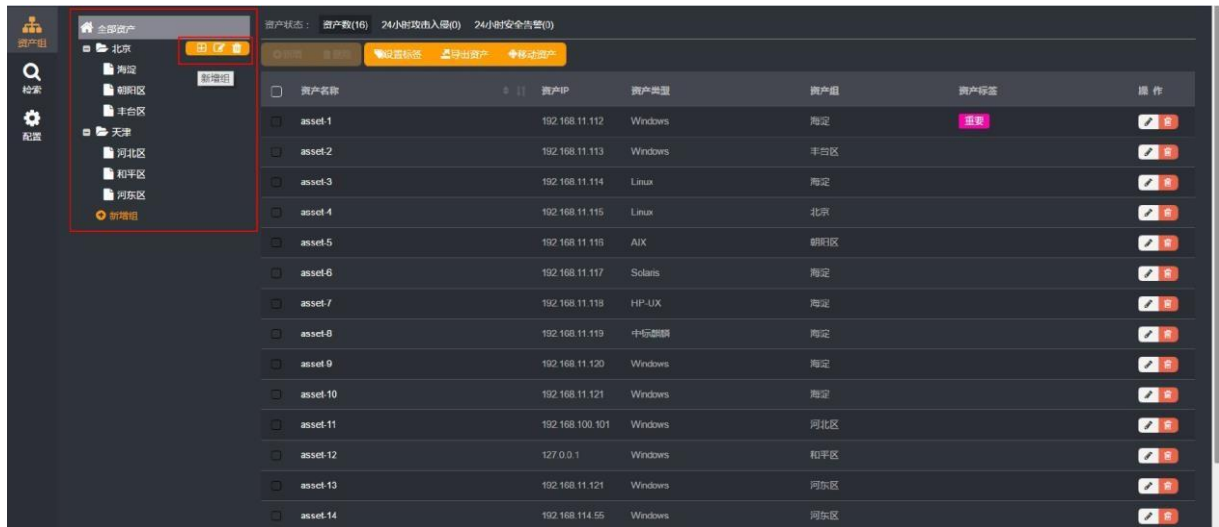 资产组
检索
配置
全部资产
北京
海淀
朝阳区
丰台区
天津
河北区
和平区
河东区
新增组
新增组
资产状态： 资产数(16) 24小时攻击入侵(0) 24小时安全告警(0)
设置标签 导出资产 移动资产
资产名称 资产IP 资产类型 资产组 资产标签 操作
asset-1 192.168.11.112 Windows 海淀 重要
asset-2 192.168.11.113 Windows 丰台区
asset-3 192.168.11.114 Linux 海淀
asset-4 192.168.11.115 Linux 北京
asset-5 192.168.11.116 AIX 朝阳区
asset-6 192.168.11.117 Solaris 海淀
asset-7 192.168.11.118 HP-UX 海淀
asset-8 192.168.11.119 中标麒麟 海淀
asset-9 192.168.11.120 Windows 海淀
asset-10 192.168.11.121 Windows 海淀
asset-11 192.168.100.101 Windows 河北区
asset-12 127.0.0.1 Windows 和平区
asset-13 192.168.11.121 Windows 河东区
asset-14 192.168.114.55 Windows 河东区